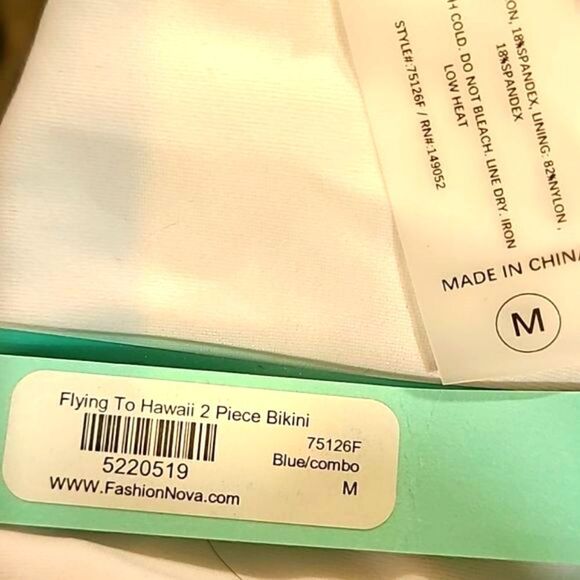 ON, 18%SPANDEX, LINING: 82%NYLON,
18%SPANDEX
H COLD. DO NOT BLEACH. LINE DRY. IRON
LOW HEAT
STYLE#:75126F / RN#:149052
MADE IN CHINA
M
Flying To Hawaii 2 Piece Bikini
75126F
5220519
Blue/combo
www.FashionNova.com
M